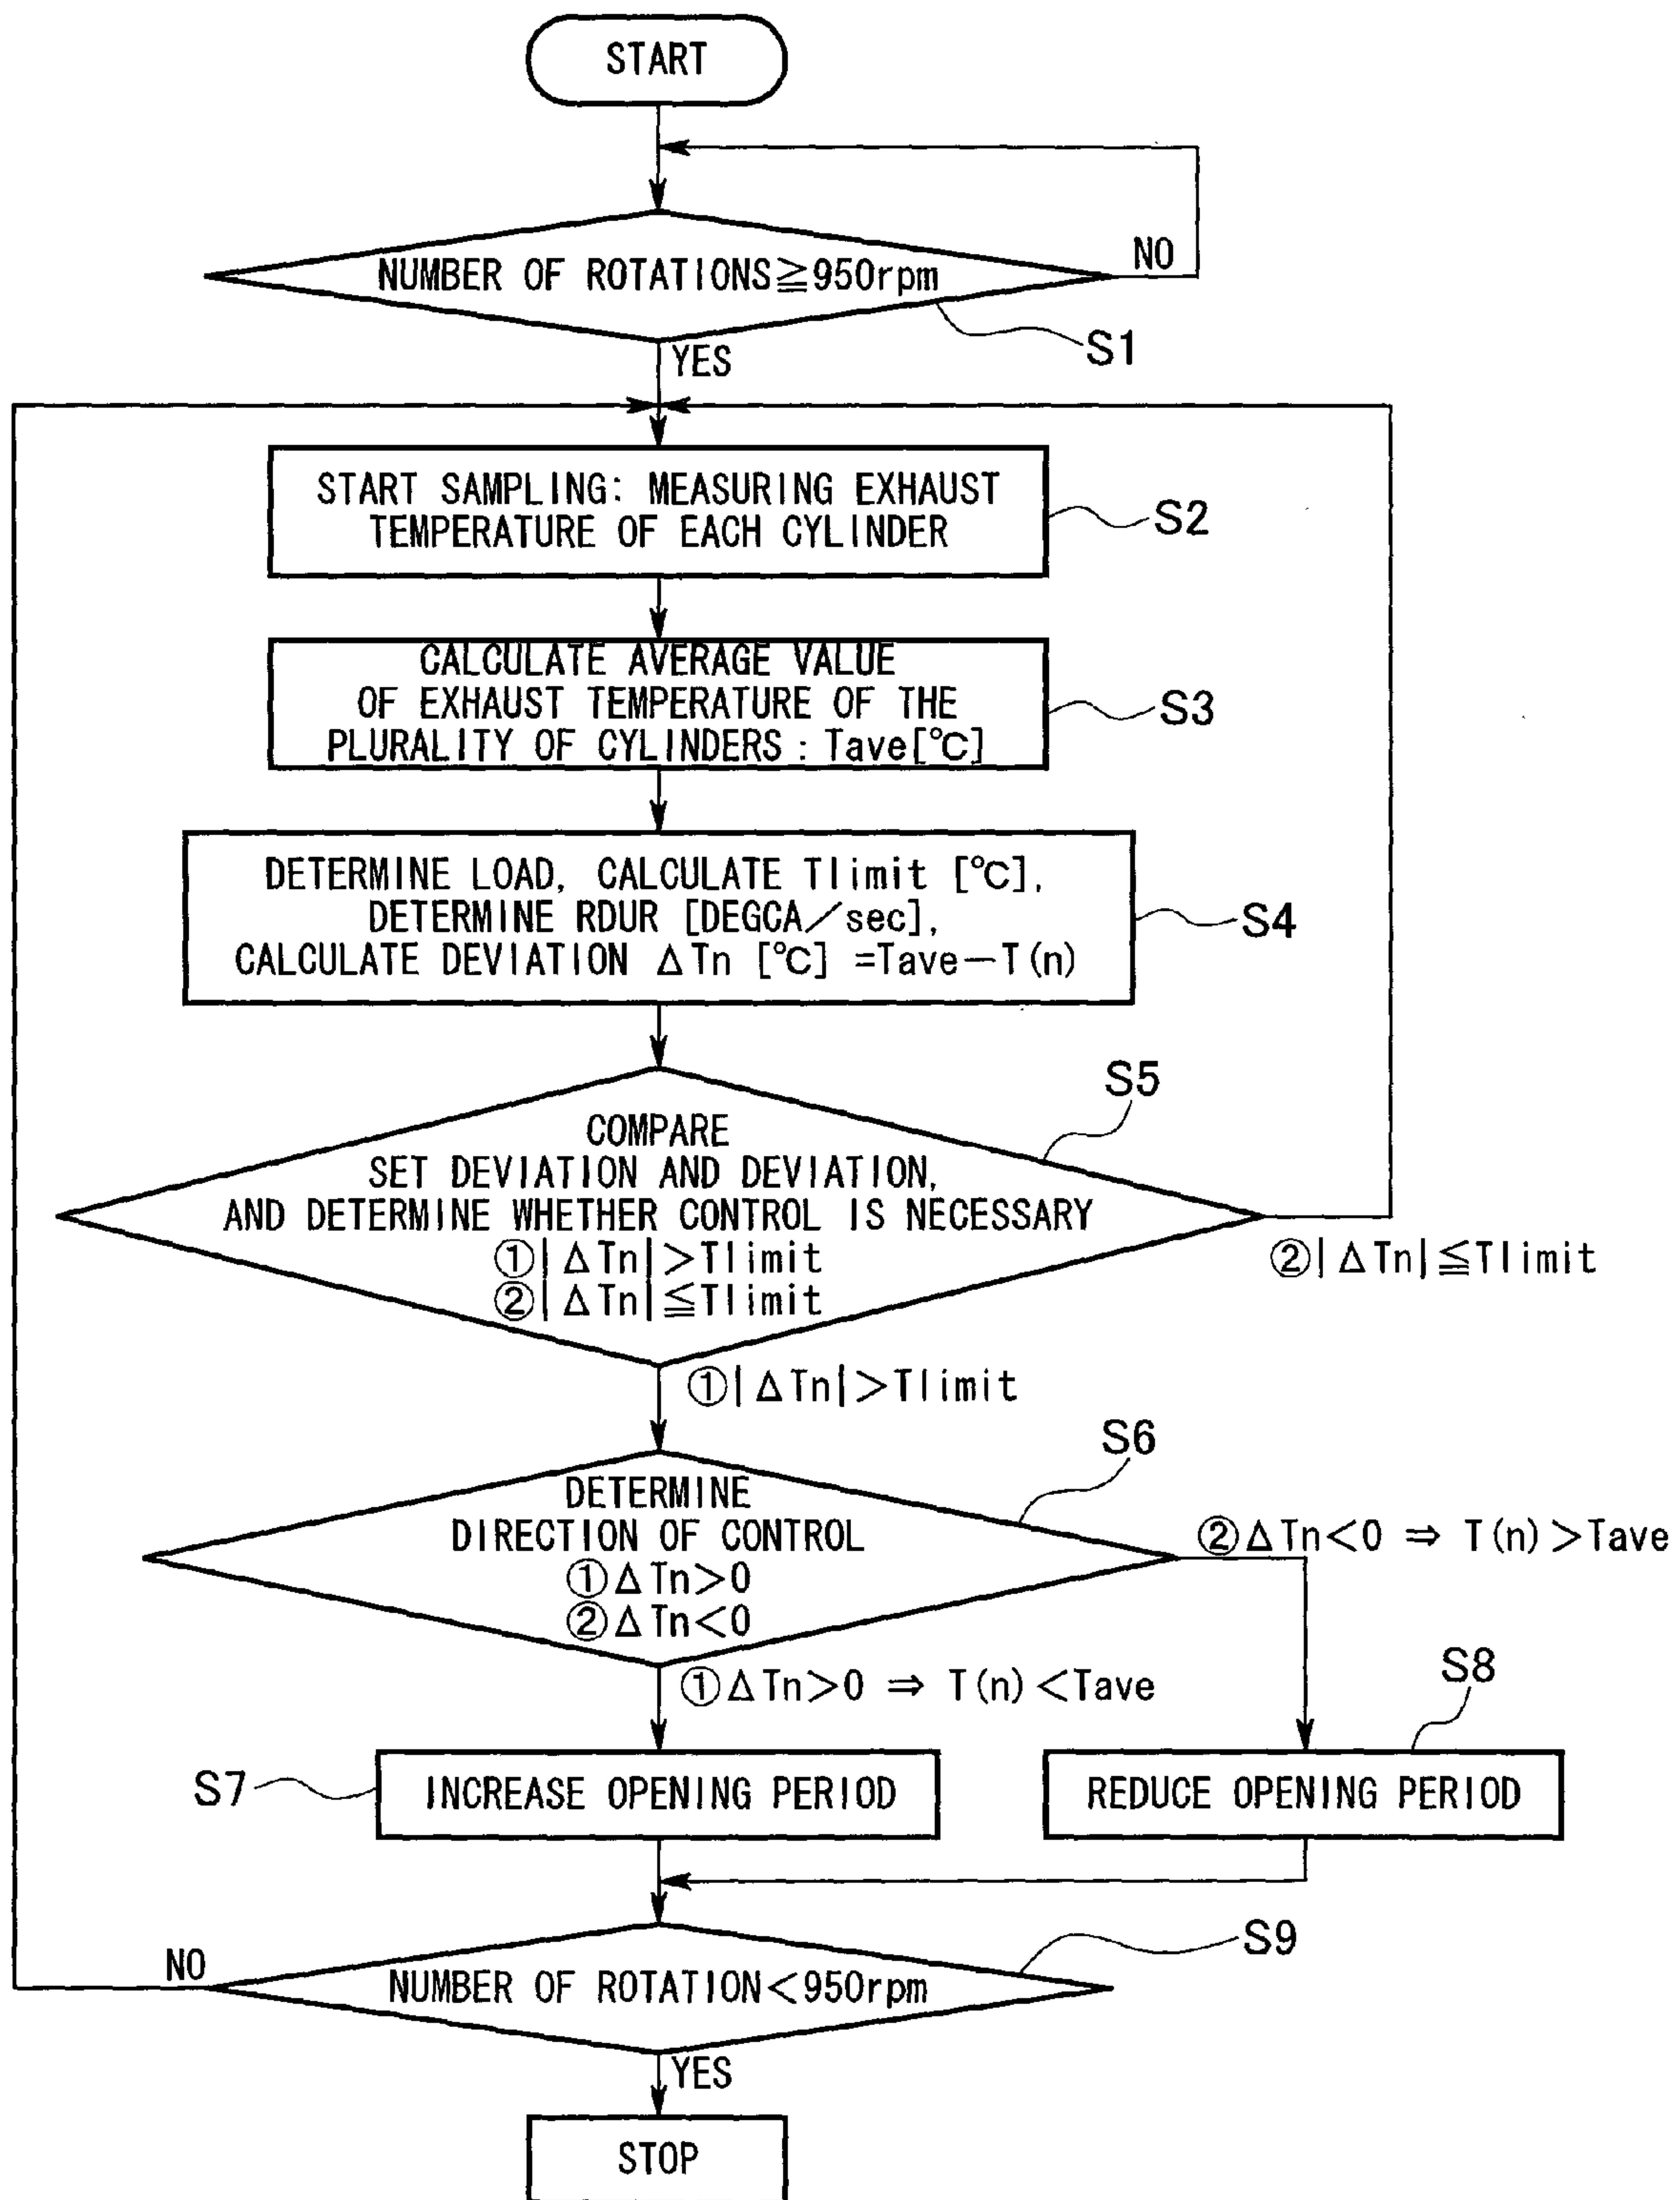 START
NO
NUMBER OF ROTATIONS≧950rpm
S1
YES
START SAMPLING: MEASURING EXHAUST
TEMPERATURE OF EACH CYLINDER
S2
CALCULATE AVERAGE VALUE
OF EXHAUST TEMPERATURE OF THE
PLURALITY OF CYLINDERS : Tave[℃]
S3
DETERMINE LOAD, CALCULATE Tlimit [℃],
DETERMINE RDUR [DEGCA/sec],
CALCULATE DEVIATION ΔTn [℃] =Tave-T(n)
S4
S5
COMPARE
SET DEVIATION AND DEVIATION,
AND DETERMINE WHETHER CONTROL IS NECESSARY
①|ΔTn|>Tlimit
②|ΔTn|≦Tlimit
②|ΔTn|≦Tlimit
①|ΔTn|>Tlimit
S6
DETERMINE
DIRECTION OF CONTROL
①ΔTn>0
②ΔTn<0
②ΔTn<0 ⇒ T(n)>Tave
①ΔTn>0 ⇒ T(n)<Tave
S8
S7
INCREASE OPENING PERIOD
REDUCE OPENING PERIOD
S9
NO
NUMBER OF ROTATION<950rpm
YES
STOP